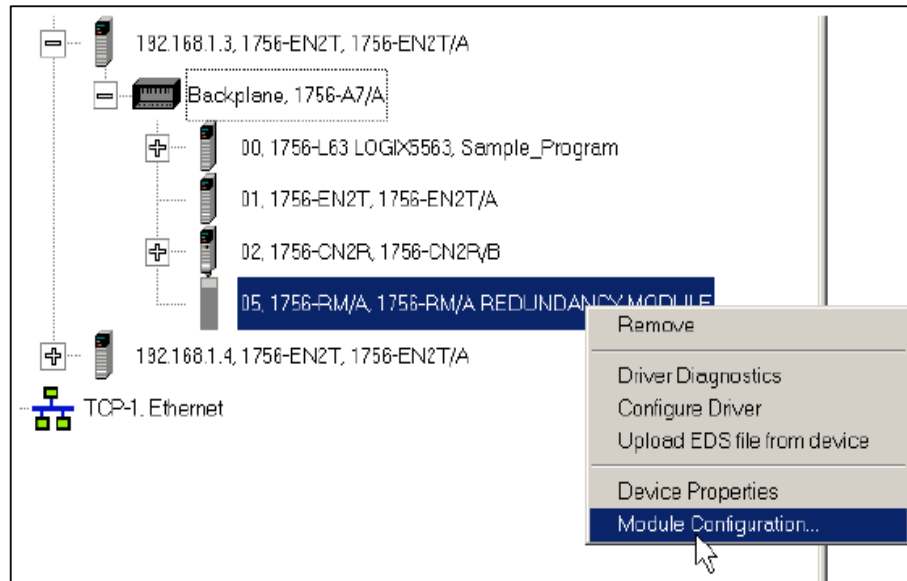 192.168.1.3, 1756-EN2T, 1756-EN2T/A
Backplane, 1756-A7/A
00, 1756-L63 LOGIX5563, Sample_Program
01, 1756-EN2T, 1756-EN2T/A
02, 1756-CN2R, 1756-CN2R/B
05, 1756-RM/A, 1756-RM/A REDUNDANCY MODULE
192.168.1.4, 1756-EN2T, 1756-EN2T/A
TCP-1, Ethernet
Remove
Driver Diagnostics
Configure Driver
Upload EDS file from device
Device Properties
Module Configuration...